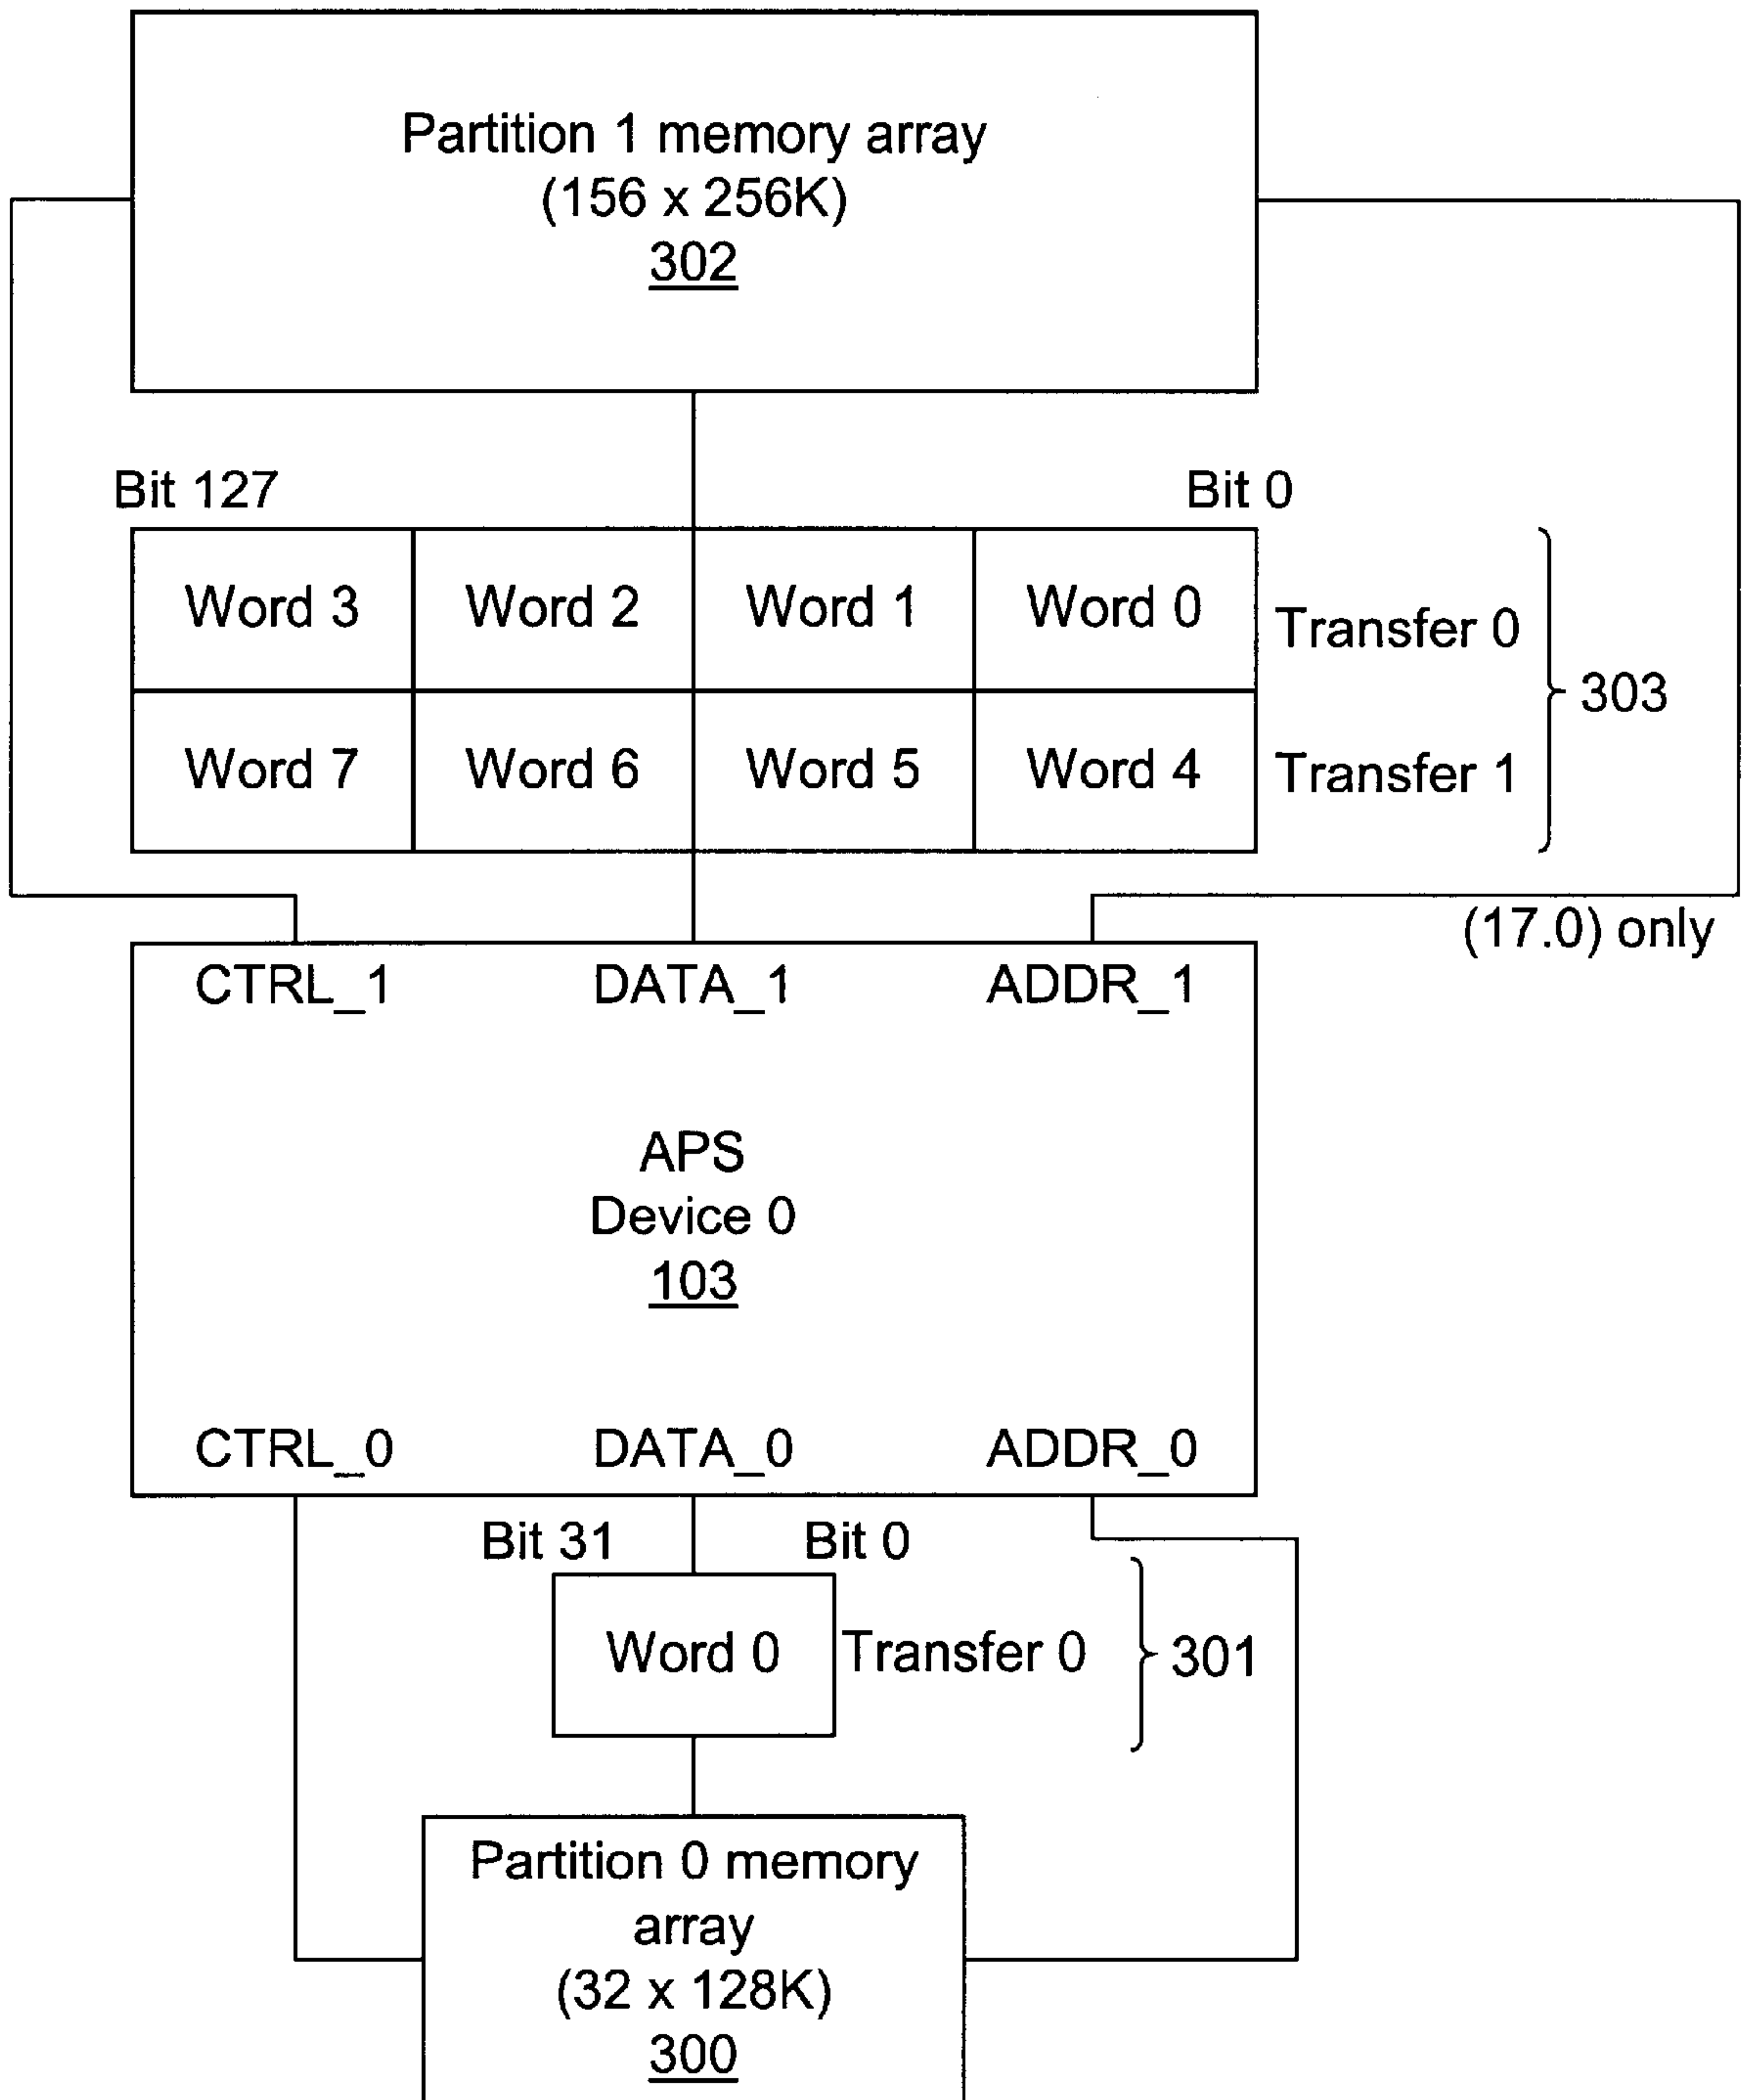 Partition 1 memory array
(156 x 256K)
302
Bit 127
Bit 0
Word 3
Word 2
Word 1
Word 0
Transfer 0
303
Word 7
Word 6
Word 5
Word 4
Transfer 1
(17.0) only
CTRL_1
DATA_1
ADDR_1
APS
Device 0
103
CTRL_0
DATA_0
ADDR_0
Bit 31
Bit 0
Word 0
Transfer 0
301
Partition 0 memory
array
(32 x 128K)
300